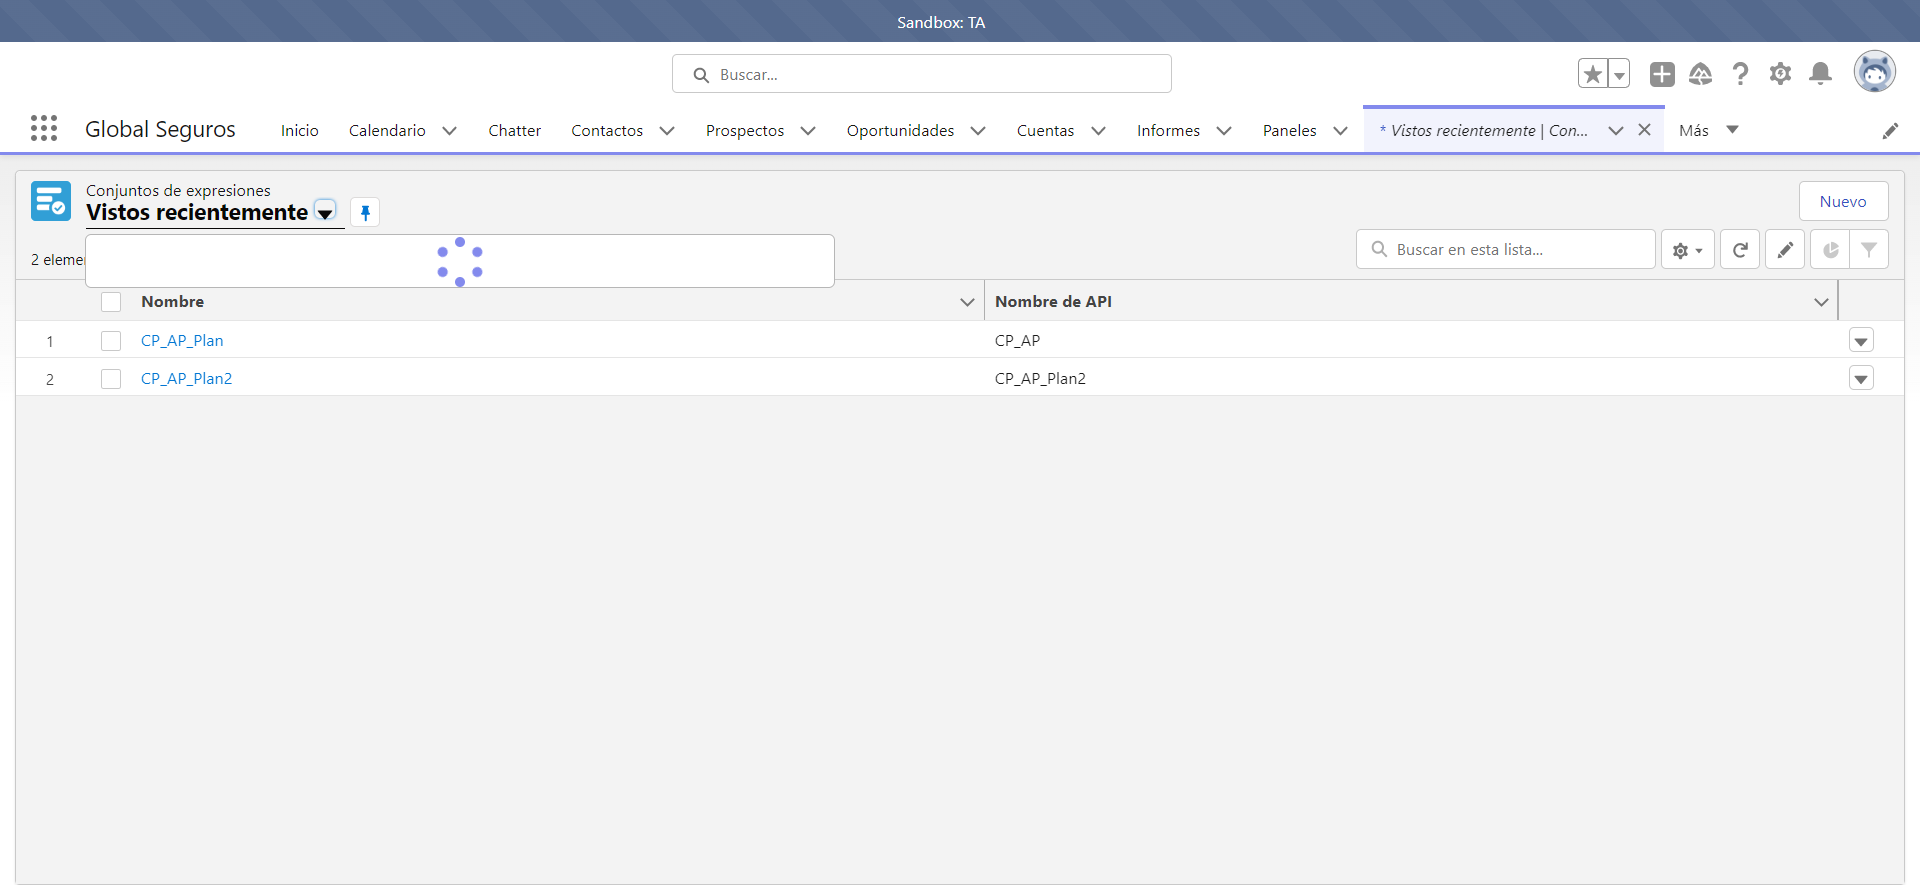 Sandbox: TA
Buscar...
Global Seguros
Inicio
Calendario
Chatter
Contactos
Prospectos
Oportunidades
Cuentas
Informes
Paneles
* Vistos recientemente | Con...
Más
Conjuntos de expresiones
Vistos recientemente
Nuevo
2
Buscar en esta lista...
Nombre
Nombre de API
1 CP_AP_Plan CP_AP
2 CP_AP_Plan2 CP_AP_Plan2